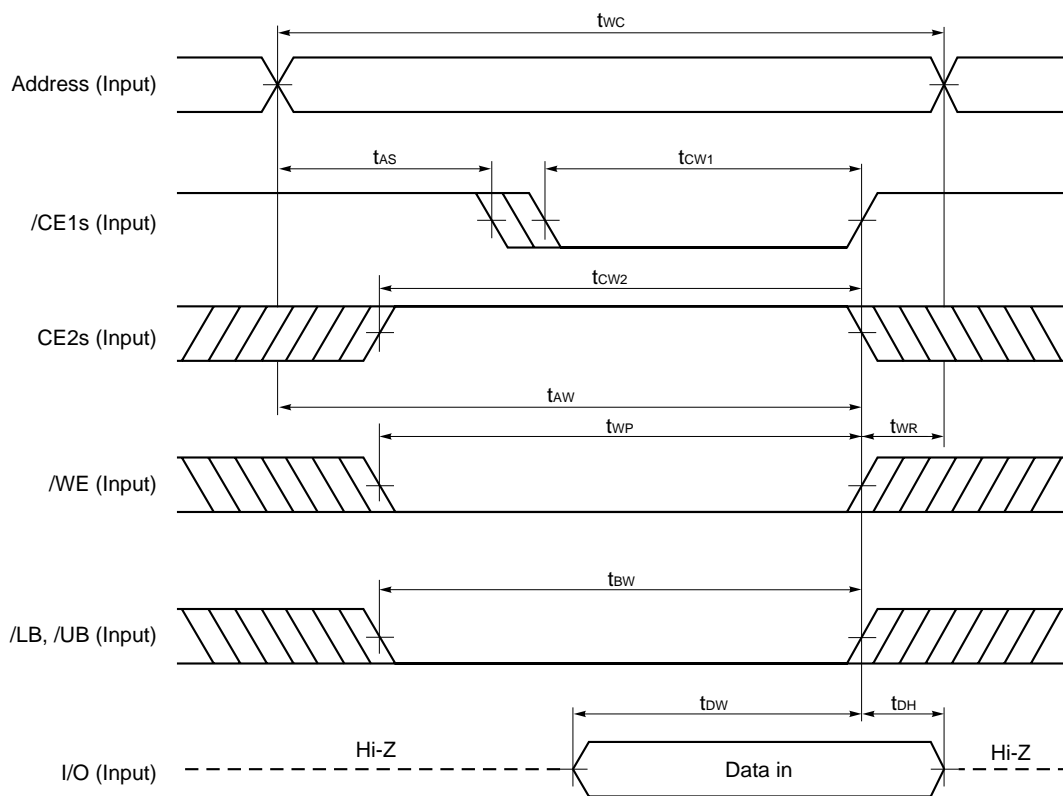 tWC
Address (Input)
tAS
tCW1
/CE1s (Input)
tCW2
CE2s (Input)
tAW
tWP
tWR
/WE (Input)
tBW
/LB, /UB (Input)
tDW
tDH
Hi-Z
Hi-Z
I/O (Input)
Data in